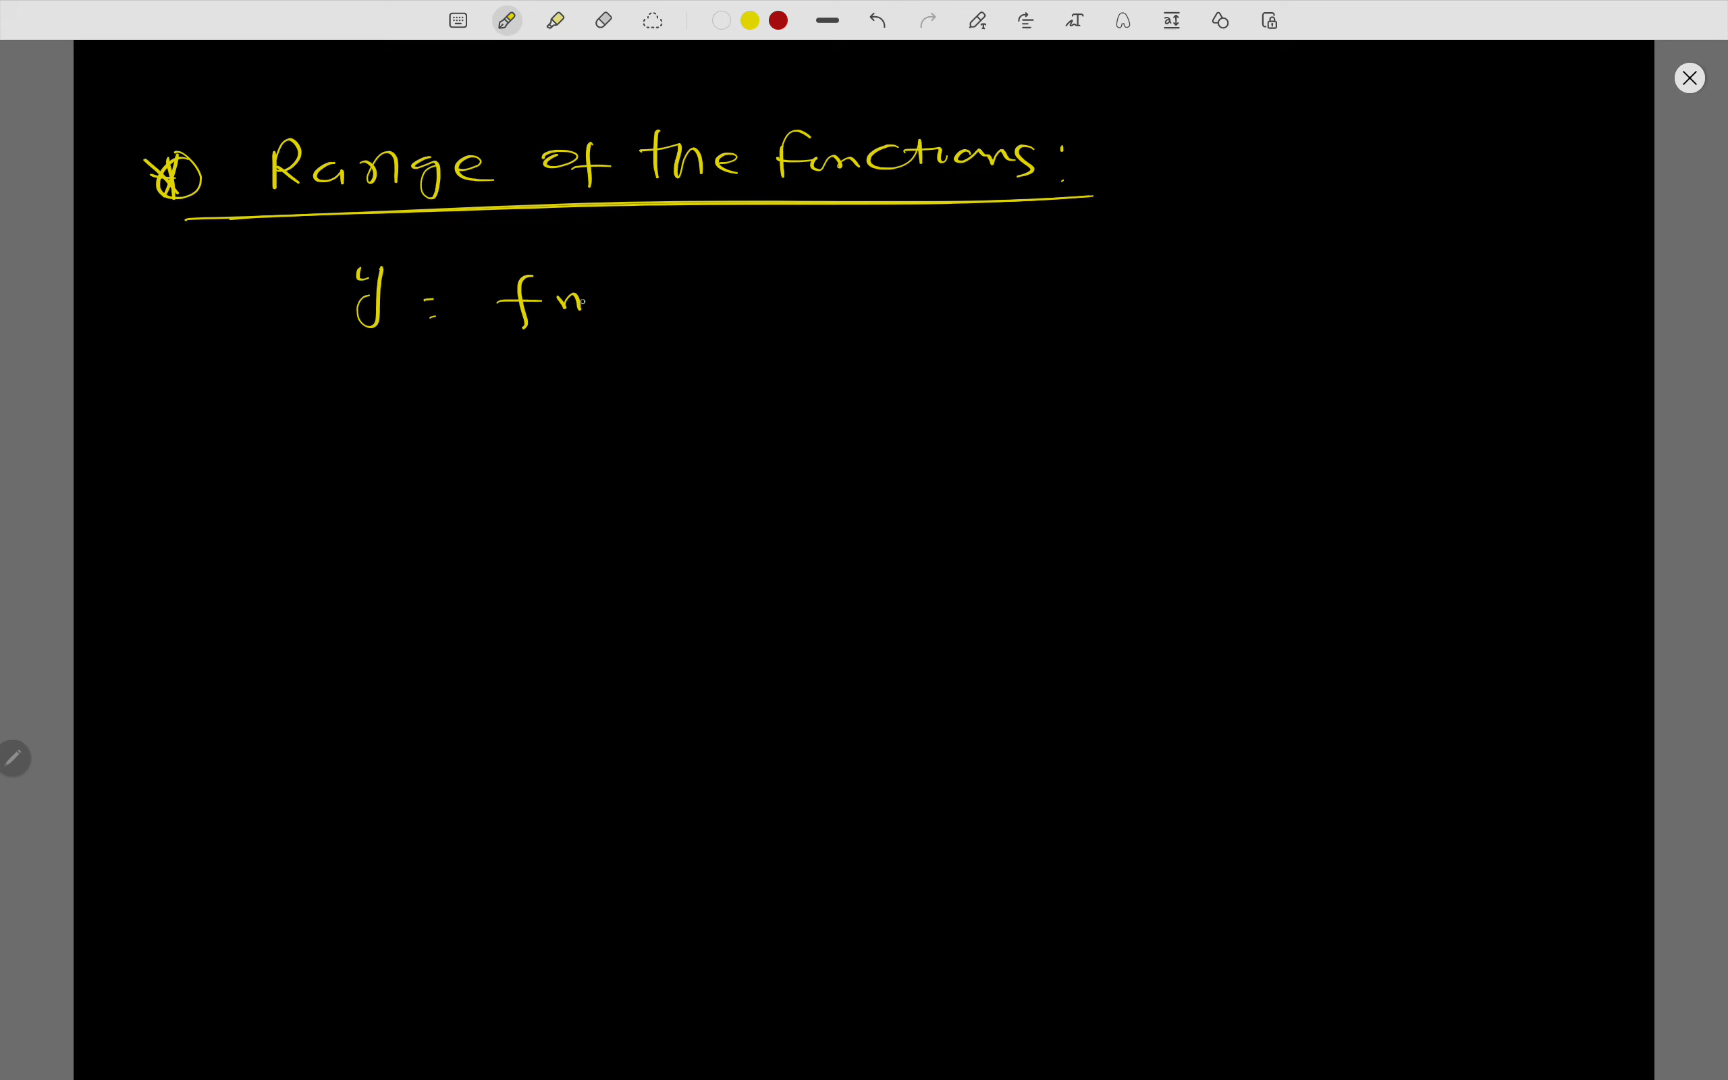 Range of the functions:
y = fn